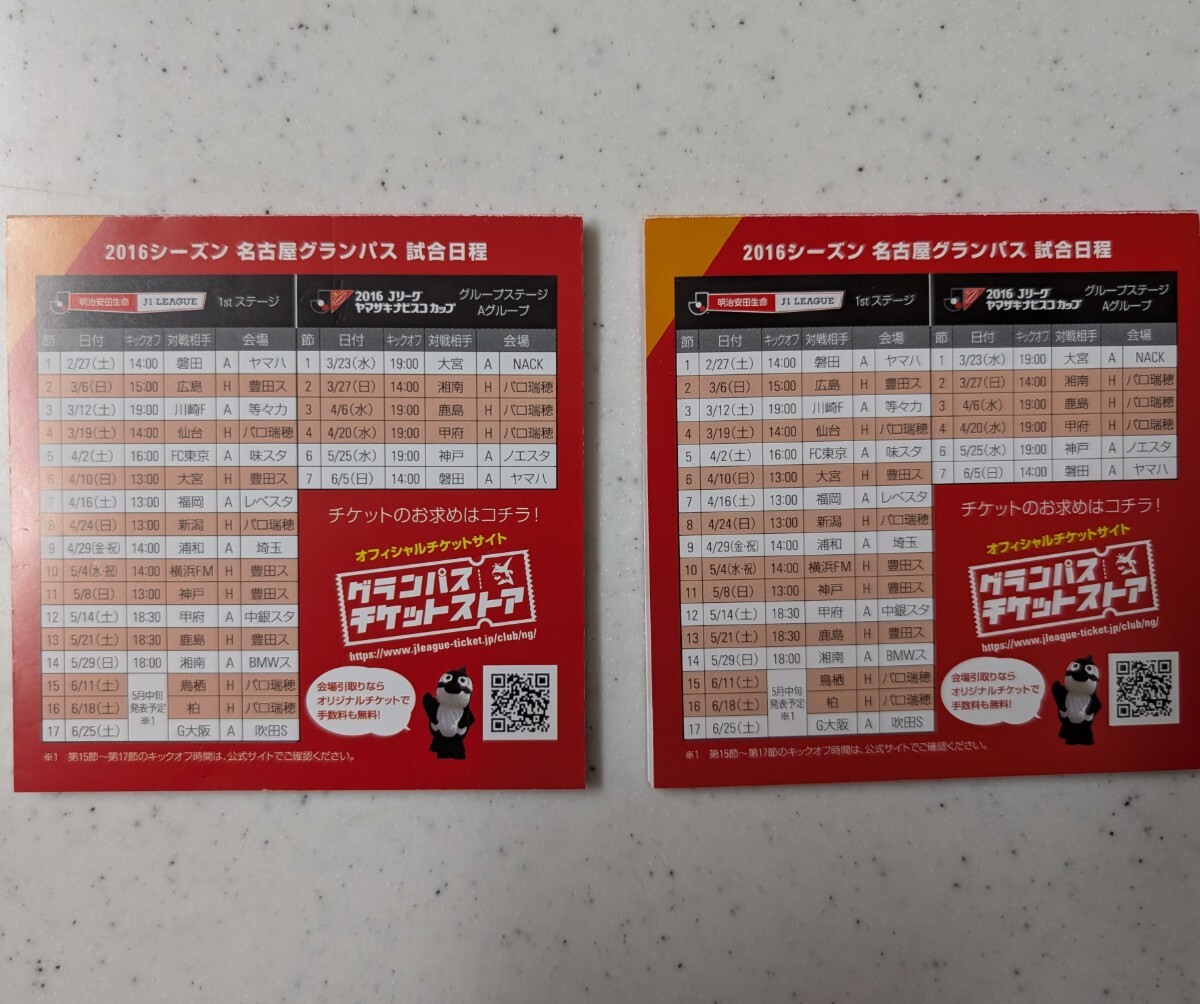 2016シーズン 名古屋グランパス 試合日程
明治安田生命 J1 LEAGUE 1stステージ
節 日付 キックオフ 対戦相手 会場
1 2/27(土) 14:00 磐田 A ヤマハ
2 3/6(日) 15:00 広島 H 豊田ス
3 3/12(土) 19:00 川崎F A 等々力
4 3/19(土) 14:00 仙台 H パロ瑞穂
5 4/2(土) 16:00 FC東京 A 味スタ
6 4/10(日) 13:00 大宮 H 豊田ス
7 4/16(土) 13:00 福岡 A レベスタ
8 4/24(日) 13:00 新潟 H パロ瑞穂
9 4/29(金・祝) 14:00 浦和 A 埼玉
10 5/4(水・祝) 14:00 横浜FM H 豊田ス
11 5/8(日) 13:00 神戸 H 豊田ス
12 5/14(土) 18:30 甲府 A 中銀スタ
13 5/21(土) 18:30 鹿島 H 豊田ス
14 5/29(日) 18:00 湘南 A BMWス
15 6/11(土) 鳥栖 H パロ瑞穂
16 6/18(土) 柏 H パロ瑞穂
17 6/25(土) G大阪 A 吹田S
5月中旬
発表予定
※1
※1 第15節〜第17節のキックオフ時間は、公式サイトでご確認ください。
2016 Jリーグ
ヤマザキナビスコカップ
グループステージ
Aグループ
節 日付 キックオフ 対戦相手 会場
1 3/23(水) 19:00 大宮 A NACK
2 3/27(日) 14:00 湘南 H パロ瑞穂
3 4/6(水) 19:00 鹿島 H パロ瑞穂
4 4/20(水) 19:00 甲府 H パロ瑞穂
6 5/25(水) 19:00 神戸 A ノエスタ
7 6/5(日) 14:00 磐田 A ヤマハ
チケットのお求めはコチラ!
オフィシャルチケットサイト
グランパス
チケットストア
https://www.jleague-ticket.jp/club/ng/
会場引取りなら
オリジナルチケットで
手数料も無料!
2016シーズン 名古屋グランパス 試合日程
明治安田生命 J1 LEAGUE 1stステージ
節 日付 キックオフ 対戦相手 会場
1 2/27(土) 14:00 磐田 A ヤマハ
2 3/6(日) 15:00 広島 H 豊田ス
3 3/12(土) 19:00 川崎F A 等々力
4 3/19(土) 14:00 仙台 H パロ瑞穂
5 4/2(土) 16:00 FC東京 A 味スタ
6 4/10(日) 13:00 大宮 H 豊田ス
7 4/16(土) 13:00 福岡 A レベスタ
8 4/24(日) 13:00 新潟 H パロ瑞穂
9 4/29(金・祝) 14:00 浦和 A 埼玉
10 5/4(水・祝) 14:00 横浜FM H 豊田ス
11 5/8(日) 13:00 神戸 H 豊田ス
12 5/14(土) 18:30 甲府 A 中銀スタ
13 5/21(土) 18:30 鹿島 H 豊田ス
14 5/29(日) 18:00 湘南 A BMWス
15 6/11(土) 鳥栖 H パロ瑞穂
16 6/18(土) 柏 H パロ瑞穂
17 6/25(土) G大阪 A 吹田S
5月中旬
発表予定
※1
※1 第15節〜第17節のキックオフ時間は、公式サイトでご確認ください。
2016 Jリーグ
ヤマザキナビスコカップ
グループステージ
Aグループ
節 日付 キックオフ 対戦相手 会場
1 3/23(水) 19:00 大宮 A NACK
2 3/27(日) 14:00 湘南 H パロ瑞穂
3 4/6(水) 19:00 鹿島 H パロ瑞穂
4 4/20(水) 19:00 甲府 H パロ瑞穂
6 5/25(水) 19:00 神戸 A ノエスタ
7 6/5(日) 14:00 磐田 A ヤマハ
チケットのお求めはコチラ!
オフィシャルチケットサイト
グランパス
チケットストア
https://www.jleague-ticket.jp/club/ng/
会場引取りなら
オリジナルチケットで
手数料も無料!